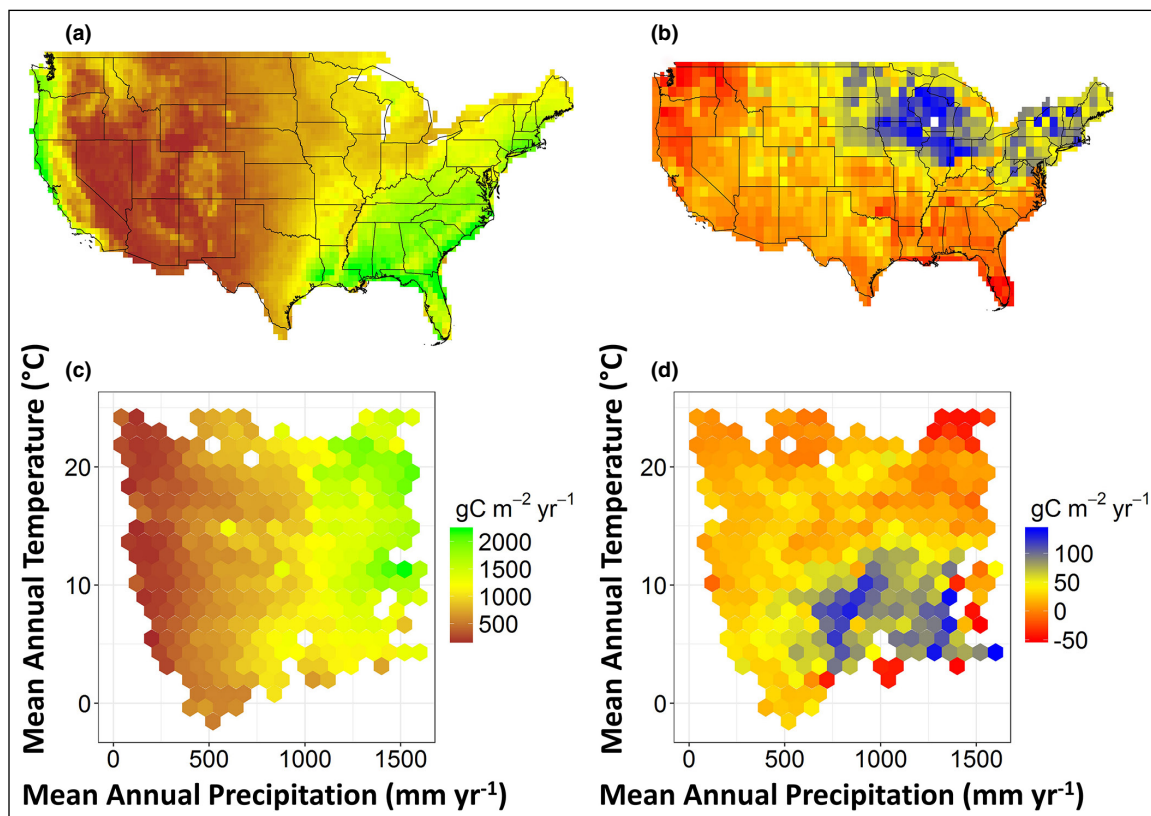 (a)
(b)
(c)
(d)
Mean Annual Temperature (°C)
20
10
0
0 500 1000 1500
Mean Annual Precipitation (mm yr⁻¹)
gC m⁻² yr⁻¹
2000
1500
1000
500
Mean Annual Temperature (°C)
20
10
0
0 500 1000 1500
Mean Annual Precipitation (mm yr⁻¹)
gC m⁻² yr⁻¹
100
50
0
-50